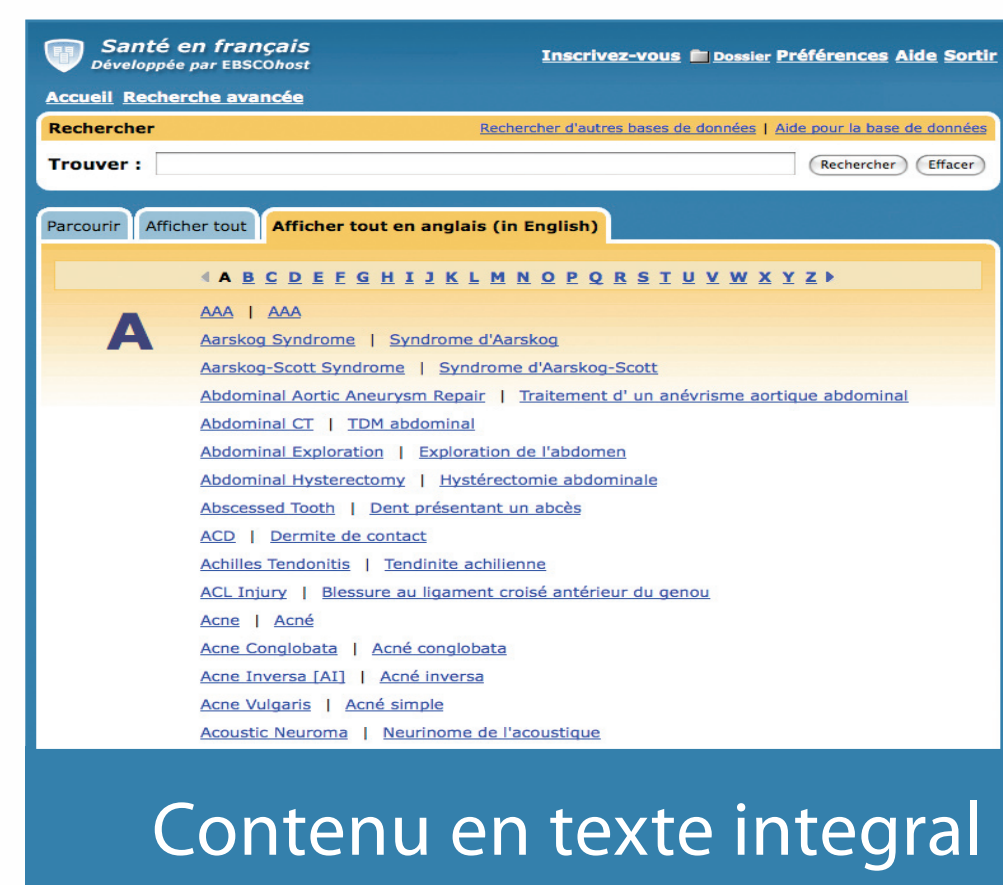 Santé en français
Développée par EBSCOhost
Inscrivez-vous Dossier Préférences Aide Sortir
Accueil Recherche avancée
Rechercher Rechercher d'autres bases de données | Aide pour la base de données
Trouver : Rechercher Effacer
Parcourir Afficher tout Afficher tout en anglais (in English)
A B C D E F G H I J K L M N O P Q R S T U V W X Y Z
A
AAA | AAA
Aarskog Syndrome | Syndrome d'Aarskog
Aarskog-Scott Syndrome | Syndrome d'Aarskog-Scott
Abdominal Aortic Aneurysm Repair | Traitement d' un anévrisme aortique abdominal
Abdominal CT | TDM abdominal
Abdominal Exploration | Exploration de l'abdomen
Abdominal Hysterectomy | Hystérectomie abdominale
Abscessed Tooth | Dent présentant un abcès
ACD | Dermite de contact
Achilles Tendonitis | Tendinite achilienne
ACL Injury | Blessure au ligament croisé antérieur du genou
Acne | Acné
Acne Conglobata | Acné conglobata
Acne Inversa [AI] | Acné inversa
Acne Vulgaris | Acné simple
Acoustic Neuroma | Neurinome de l'acoustique
Contenu en texte integral